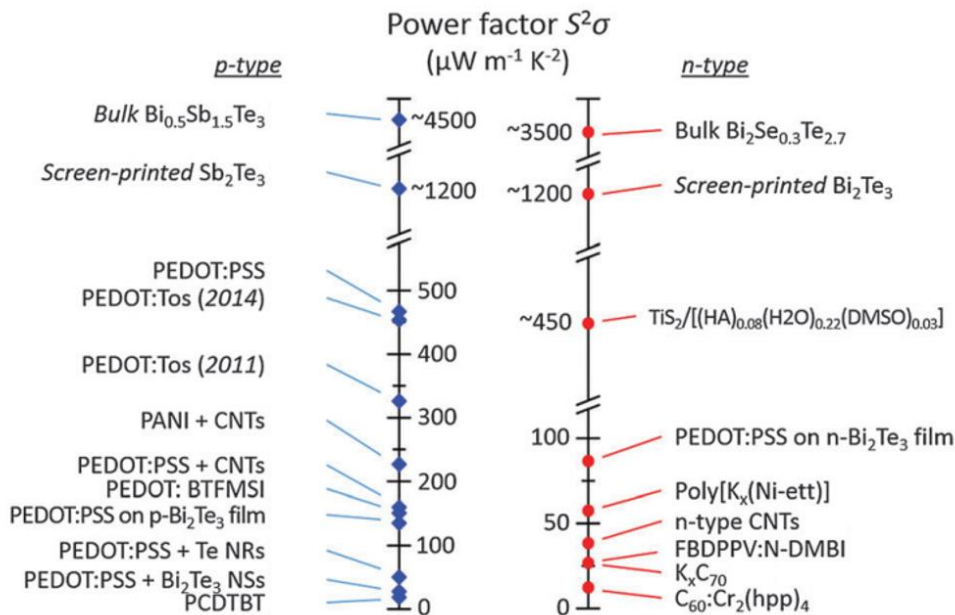 Power factor S²σ
(µW m⁻¹ K⁻²)
p-type
n-type
Bulk Bi₀.₅Sb₁.₅Te₃
Screen-printed Sb₂Te₃
PEDOT:PSS
PEDOT:Tos (2014)
PEDOT:Tos (2011)
PANI + CNTs
PEDOT:PSS + CNTs
PEDOT: BTFMSI
PEDOT:PSS on p-Bi₂Te₃ film
PEDOT:PSS + Te NRs
PEDOT:PSS + Bi₂Te₃ NSs
PCDTBT
~4500
~1200
500
400
300
200
100
0
~3500
~1200
~450
100
50
0
Bulk Bi₂Se₀.₃Te₂.₇
Screen-printed Bi₂Te₃
TiS₂/[(HA)₀.₀₈(H2O)₀.₂₂(DMSO)₀.₀₃]
PEDOT:PSS on n-Bi₂Te₃ film
Poly[Kₓ(Ni-ett)]
n-type CNTs
FBDPPV:N-DMBI
KₓC₇₀
C₆₀:Cr₂(hpp)₄